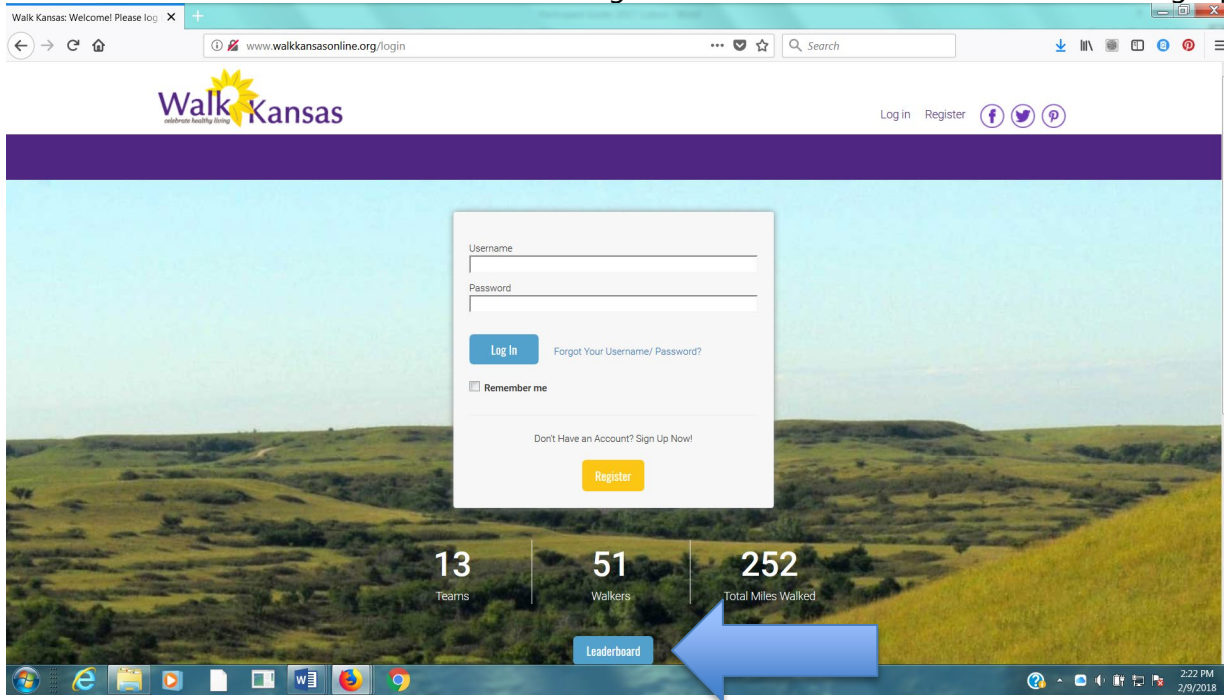 Walk Kansas: Welcome! Please log
www.walkkansasonline.org/login
Search
Walk Kansas
celebrate healthy living
Log in Register
Username
Password
Log In Forgot Your Username/ Password?
Remember me
Don't Have an Account? Sign Up Now!
Register
13 51 252
Teams Walkers Total Miles Walked
Leaderboard
2:22 PM
2/9/2018